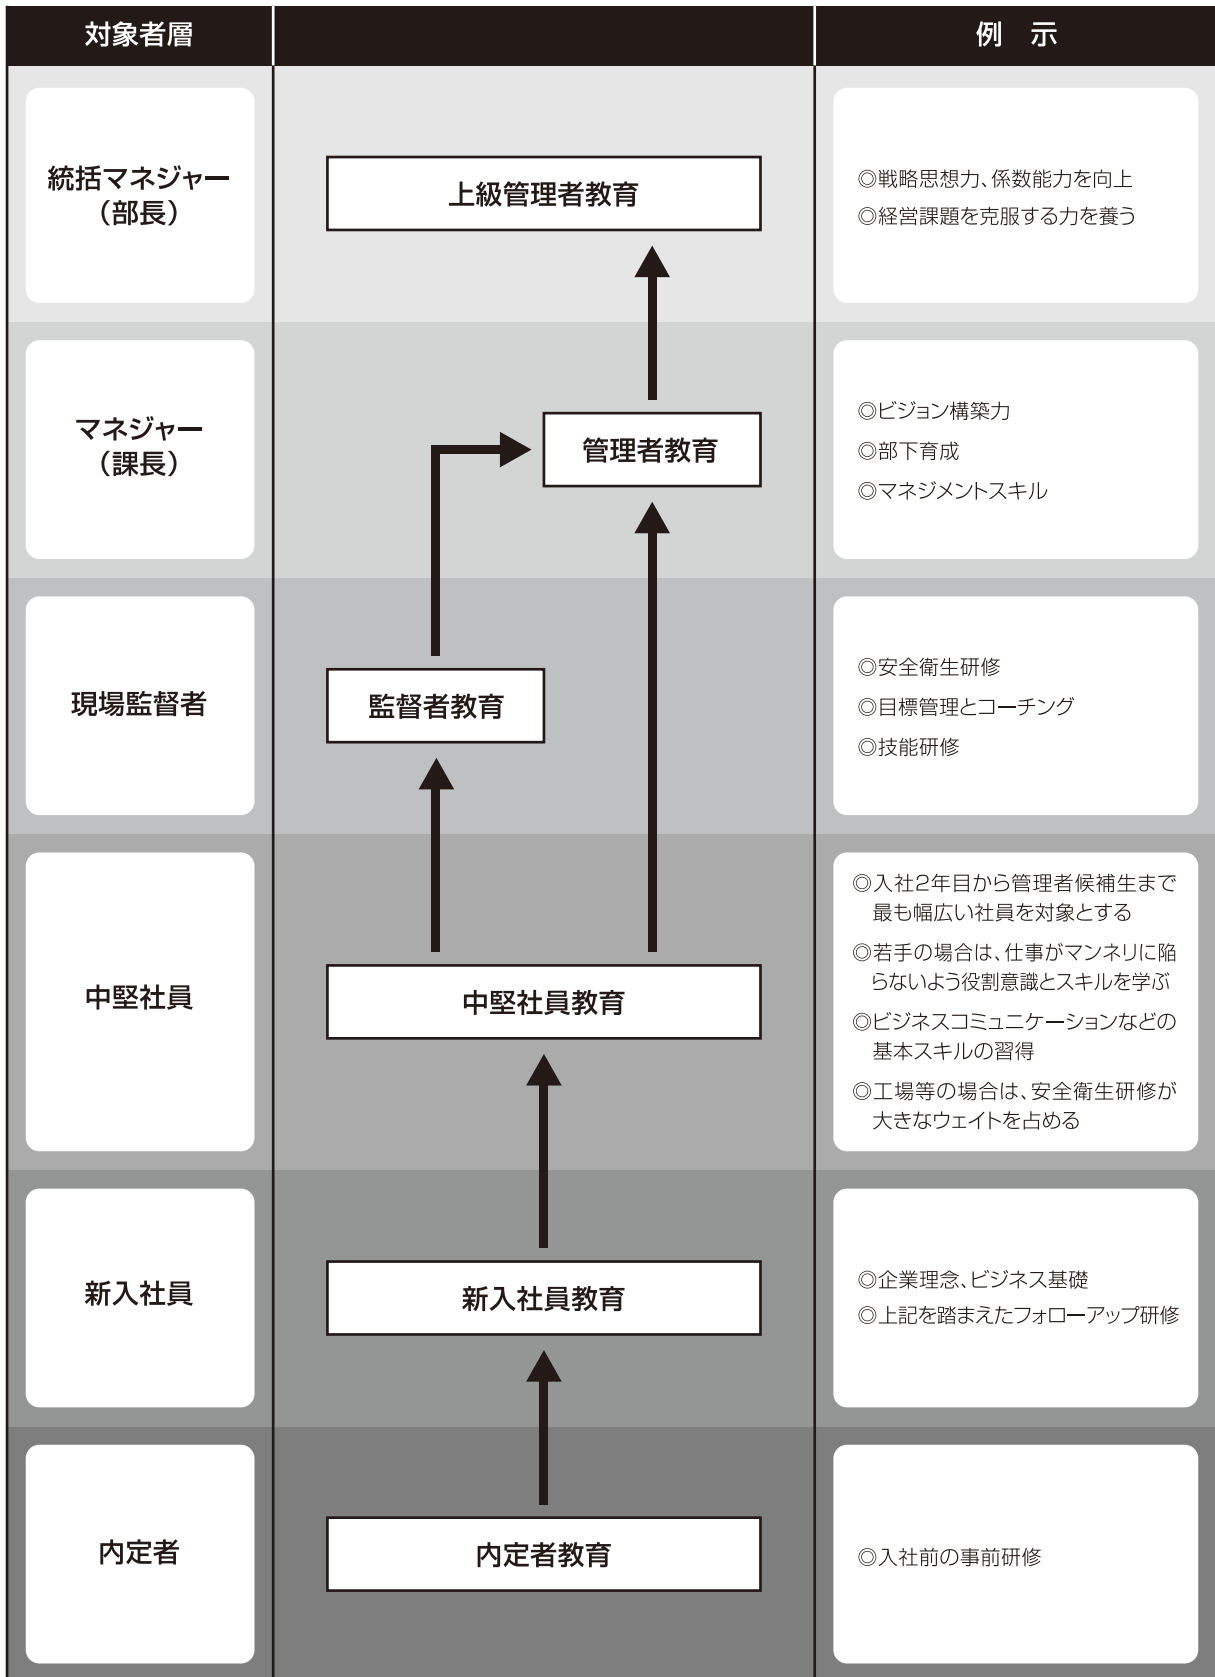 対象者層
例　示
統括マネジャー
（部長）
上級管理者教育
◎戦略思想力、係数能力を向上
◎経営課題を克服する力を養う
マネジャー
（課長）
管理者教育
◎ビジョン構築力
◎部下育成
◎マネジメントスキル
現場監督者
監督者教育
◎安全衛生研修
◎目標管理とコーチング
◎技能研修
中堅社員
中堅社員教育
◎入社2年目から管理者候補生まで
最も幅広い社員を対象とする
◎若手の場合は、仕事がマンネリに陥
らないよう役割意識とスキルを学ぶ
◎ビジネスコミュニケーションなどの
基本スキルの習得
◎工場等の場合は、安全衛生研修が
大きなウェイトを占める
新入社員
新入社員教育
◎企業理念、ビジネス基礎
◎上記を踏まえたフォローアップ研修
内定者
内定者教育
◎入社前の事前研修